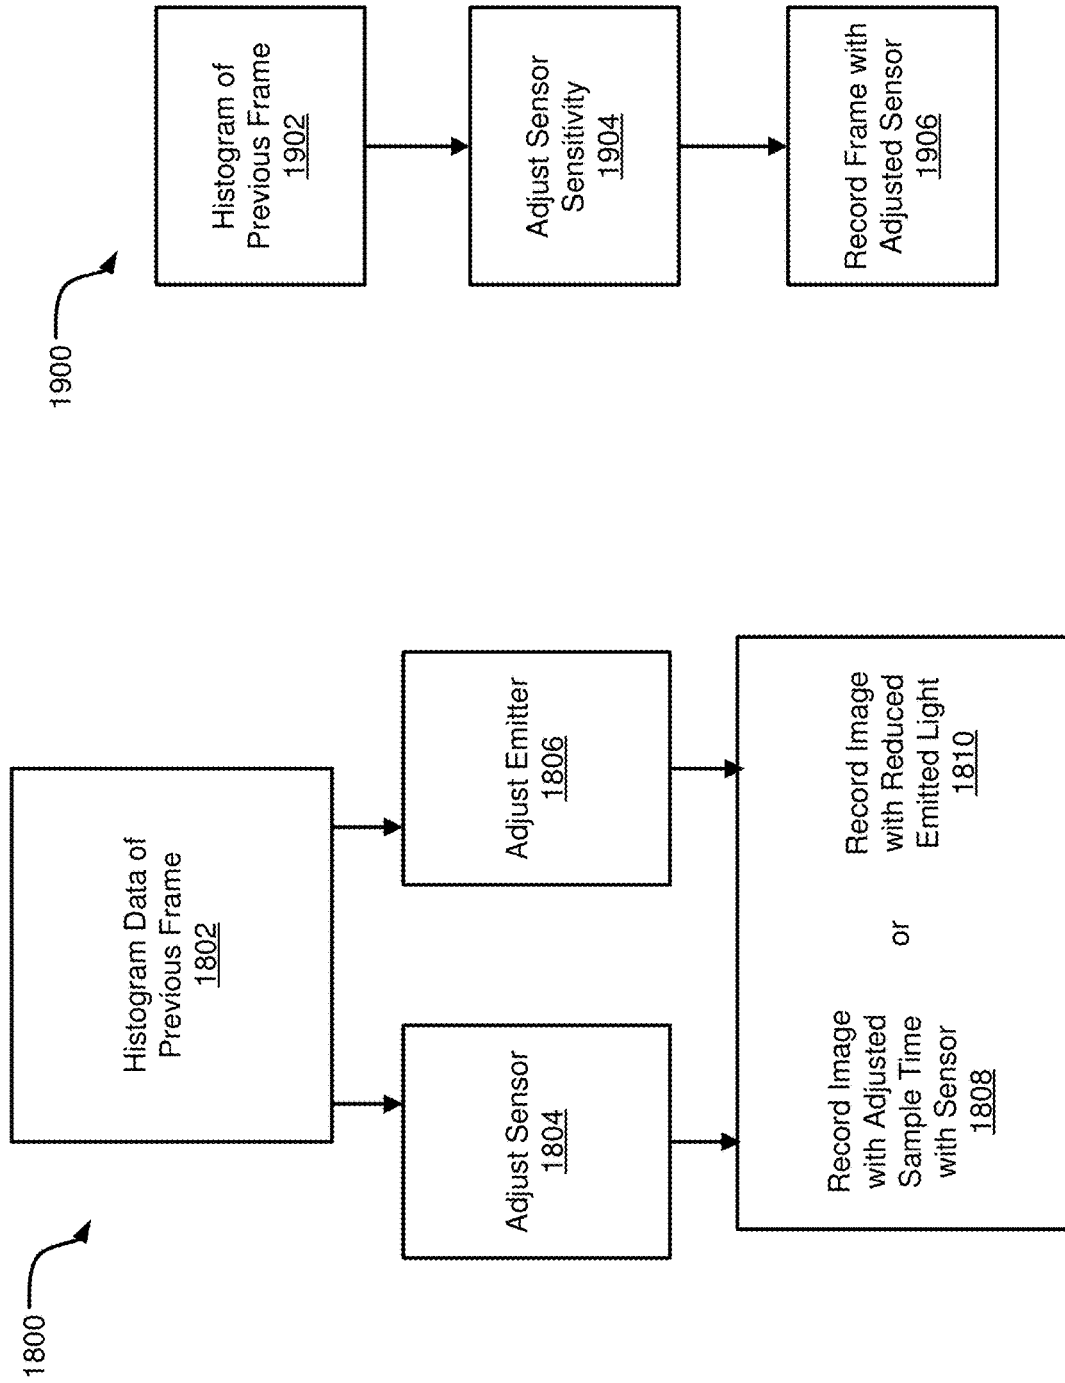 1800
Histogram Data of
Previous Frame
1802
Adjust Sensor
1804
Adjust Emitter
1806
Record Image
with Adjusted
Sample Time
with Sensor
1808
or
Record Image
with Reduced
Emitted Light
1810
1900
Histogram of
Previous Frame
1902
Adjust Sensor
Sensitivity
1904
Record Frame with
Adjusted Sensor
1906